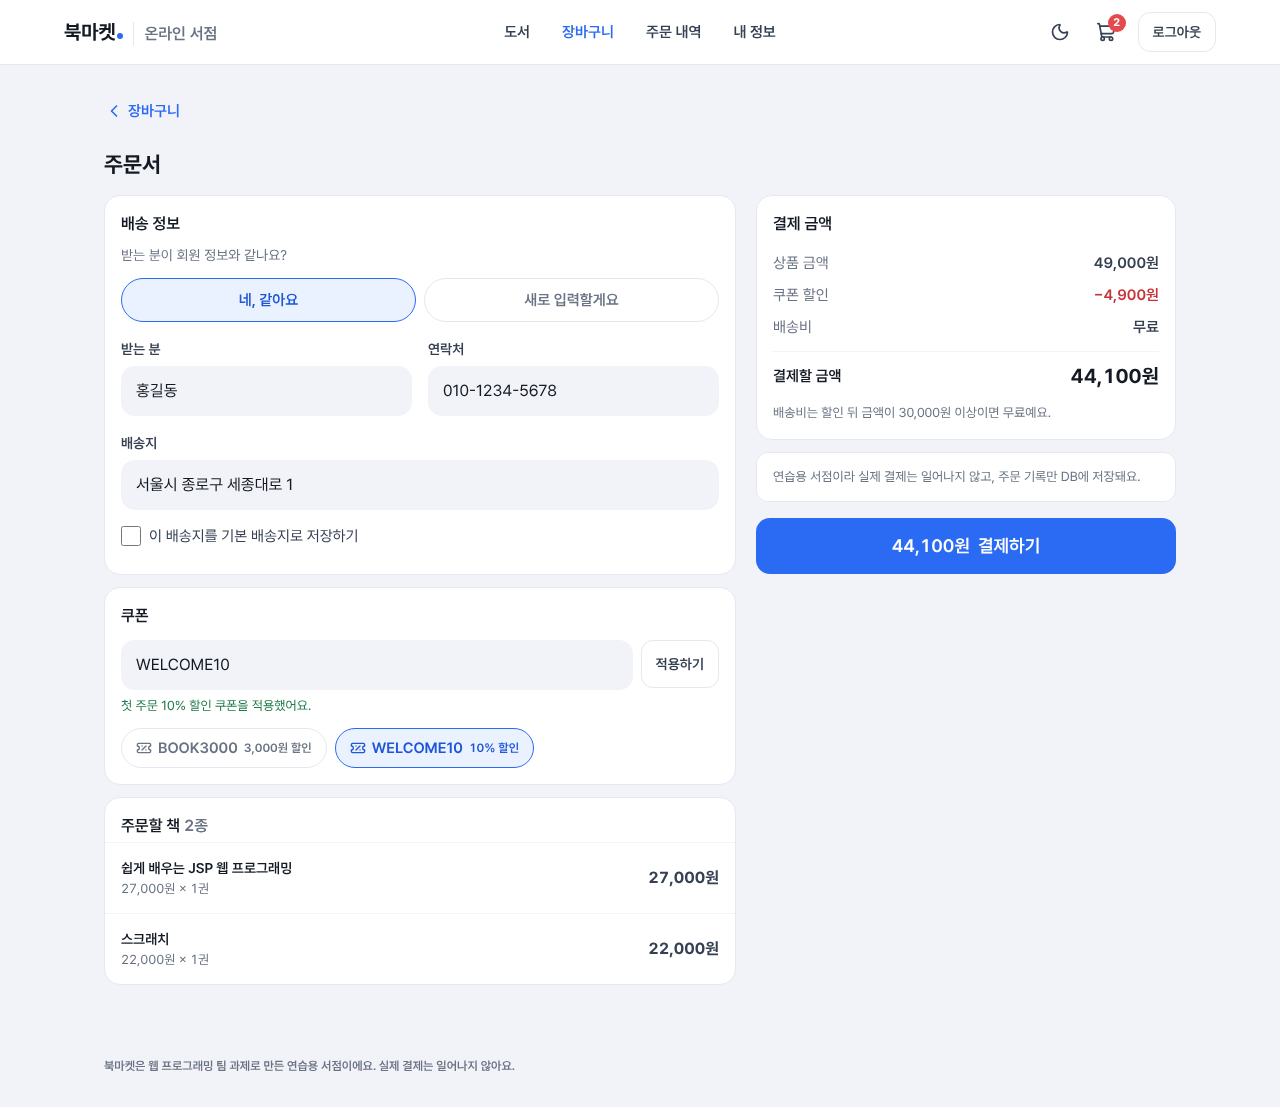 북마켓
온라인 서점
도서
장바구니
주문 내역
내 정보
2
로그아웃
장바구니
주문서
배송 정보
받는 분이 회원 정보와 같나요?
네, 같아요
새로 입력할게요
받는 분
연락처
홍길동
010-1234-5678
배송지
서울시 종로구 세종대로 1
이 배송지를 기본 배송지로 저장하기
쿠폰
WELCOME10
적용하기
첫 주문 10% 할인 쿠폰을 적용했어요.
BOOK3000 3,000원 할인
WELCOME10 10% 할인
주문할 책 2종
쉽게 배우는 JSP 웹 프로그래밍
27,000원 × 1권
27,000원
스크래치
22,000원 × 1권
22,000원
결제 금액
상품 금액
49,000원
쿠폰 할인
−4,900원
배송비
무료
결제할 금액
44,100원
배송비는 할인 뒤 금액이 30,000원 이상이면 무료예요.
연습용 서점이라 실제 결제는 일어나지 않고, 주문 기록만 DB에 저장돼요.
44,100원 결제하기
북마켓은 웹 프로그래밍 팀 과제로 만든 연습용 서점이에요. 실제 결제는 일어나지 않아요.